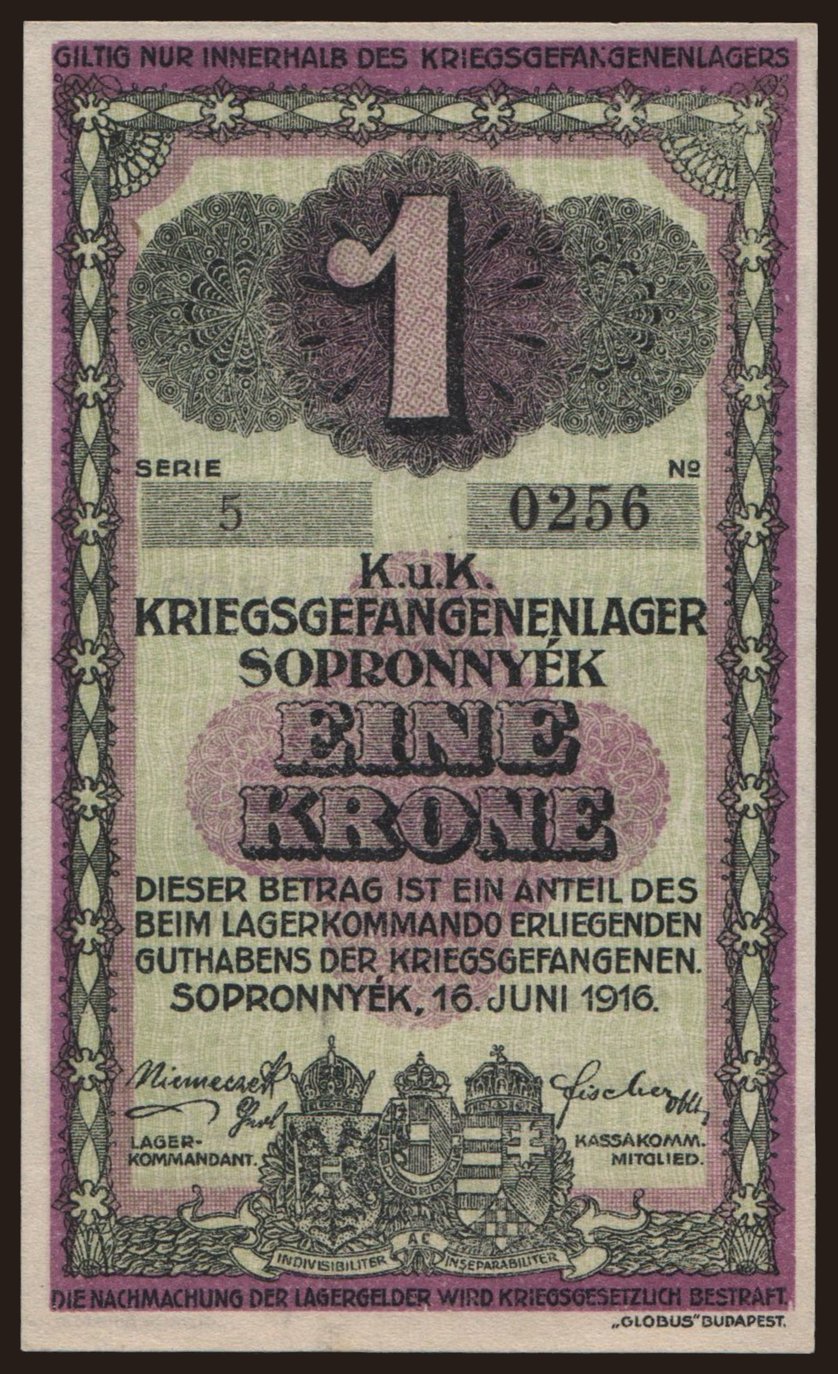 GILTIG NUR INNERHALB DES KRIEGSGEFANGENENLAGERS
1
SERIE No
5 0256
K.u.K.
KRIEGSGEFANGENENLAGER
SOPRONNYÉK
EINE
KRONE
DIESER BETRAG IST EIN ANTEIL DES
BEIM LAGERKOMMANDO ERLIEGENDEN
GUTHABENS DER KRIEGSGEFANGENEN.
SOPRONNYÉK, 16. JUNI 1916.
LAGER-
KOMMANDANT.
Fischer
KASSAKOMM.
MITGLIED.
INDIVISIBILITER AC INSEPARABILITER
DIE NACHMACHUNG DER LAGERGELDER WIRD KRIEGSGESETZLICH BESTRAFT.
„GLOBUS" BUDAPEST.